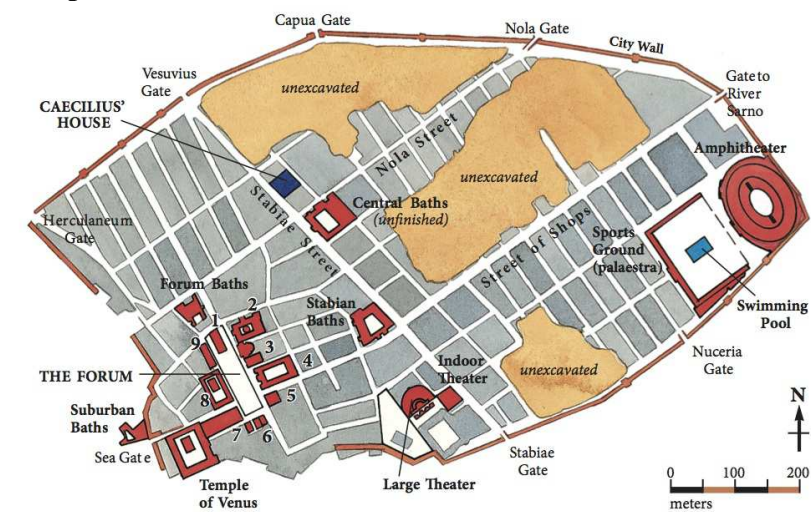 Capua Gate
Nola Gate
City Wall
Vesuvius
Gate
unexcavated
Gate to
River
Sarno
CAECILIUS'
HOUSE
Nola Street
Amphitheater
unexcavated
Stabiae Street
Central Baths
(unfinished)
Herculaneum
Gate
Street of Shops
Sports
Ground
(palaestra)
Forum Baths
Stabian
Baths
Swimming
Pool
1
2
3
4
5
6
7
8
9
THE FORUM
Indoor
Theater
unexcavated
Nuceria
Gate
Suburban
Baths
Sea Gate
Temple
of Venus
Large Theater
Stabiae
Gate
N
0 100 200
meters